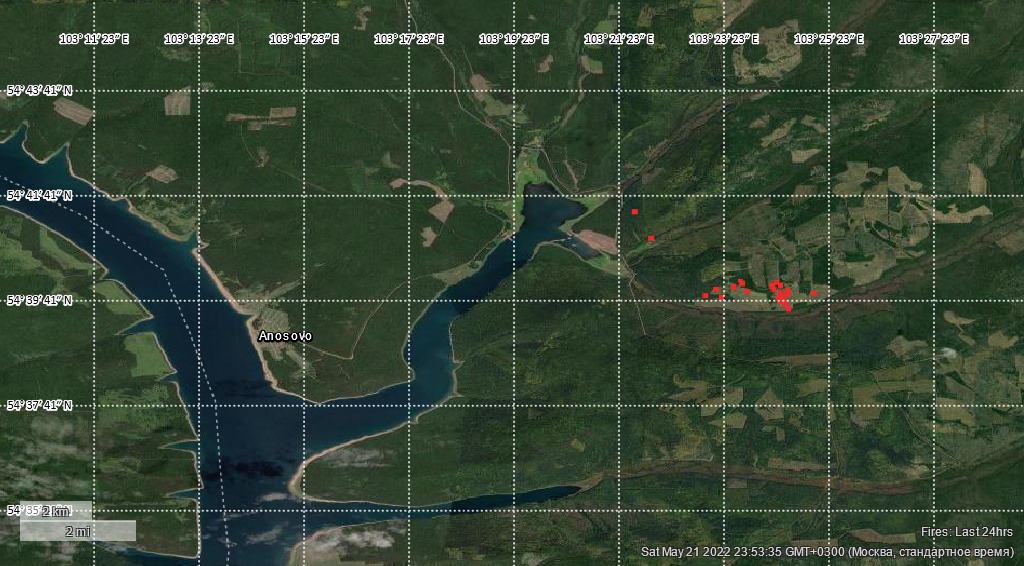 103° 11' 23" E 103° 13' 23" E 103° 15' 23" E 103° 17' 23" E 103° 19' 23" E 103° 21' 23" E 103° 23' 23" E 103° 25' 23" E 103° 27' 23" E
54° 43' 41" N
54° 41' 41" N
54° 39' 41" N
Anosovo
54° 37' 41" N
2 km
2 mi
Fires: Last 24hrs
Sat May 21 2022 23:53:35 GMT+0300 (Москва, стандартное время)